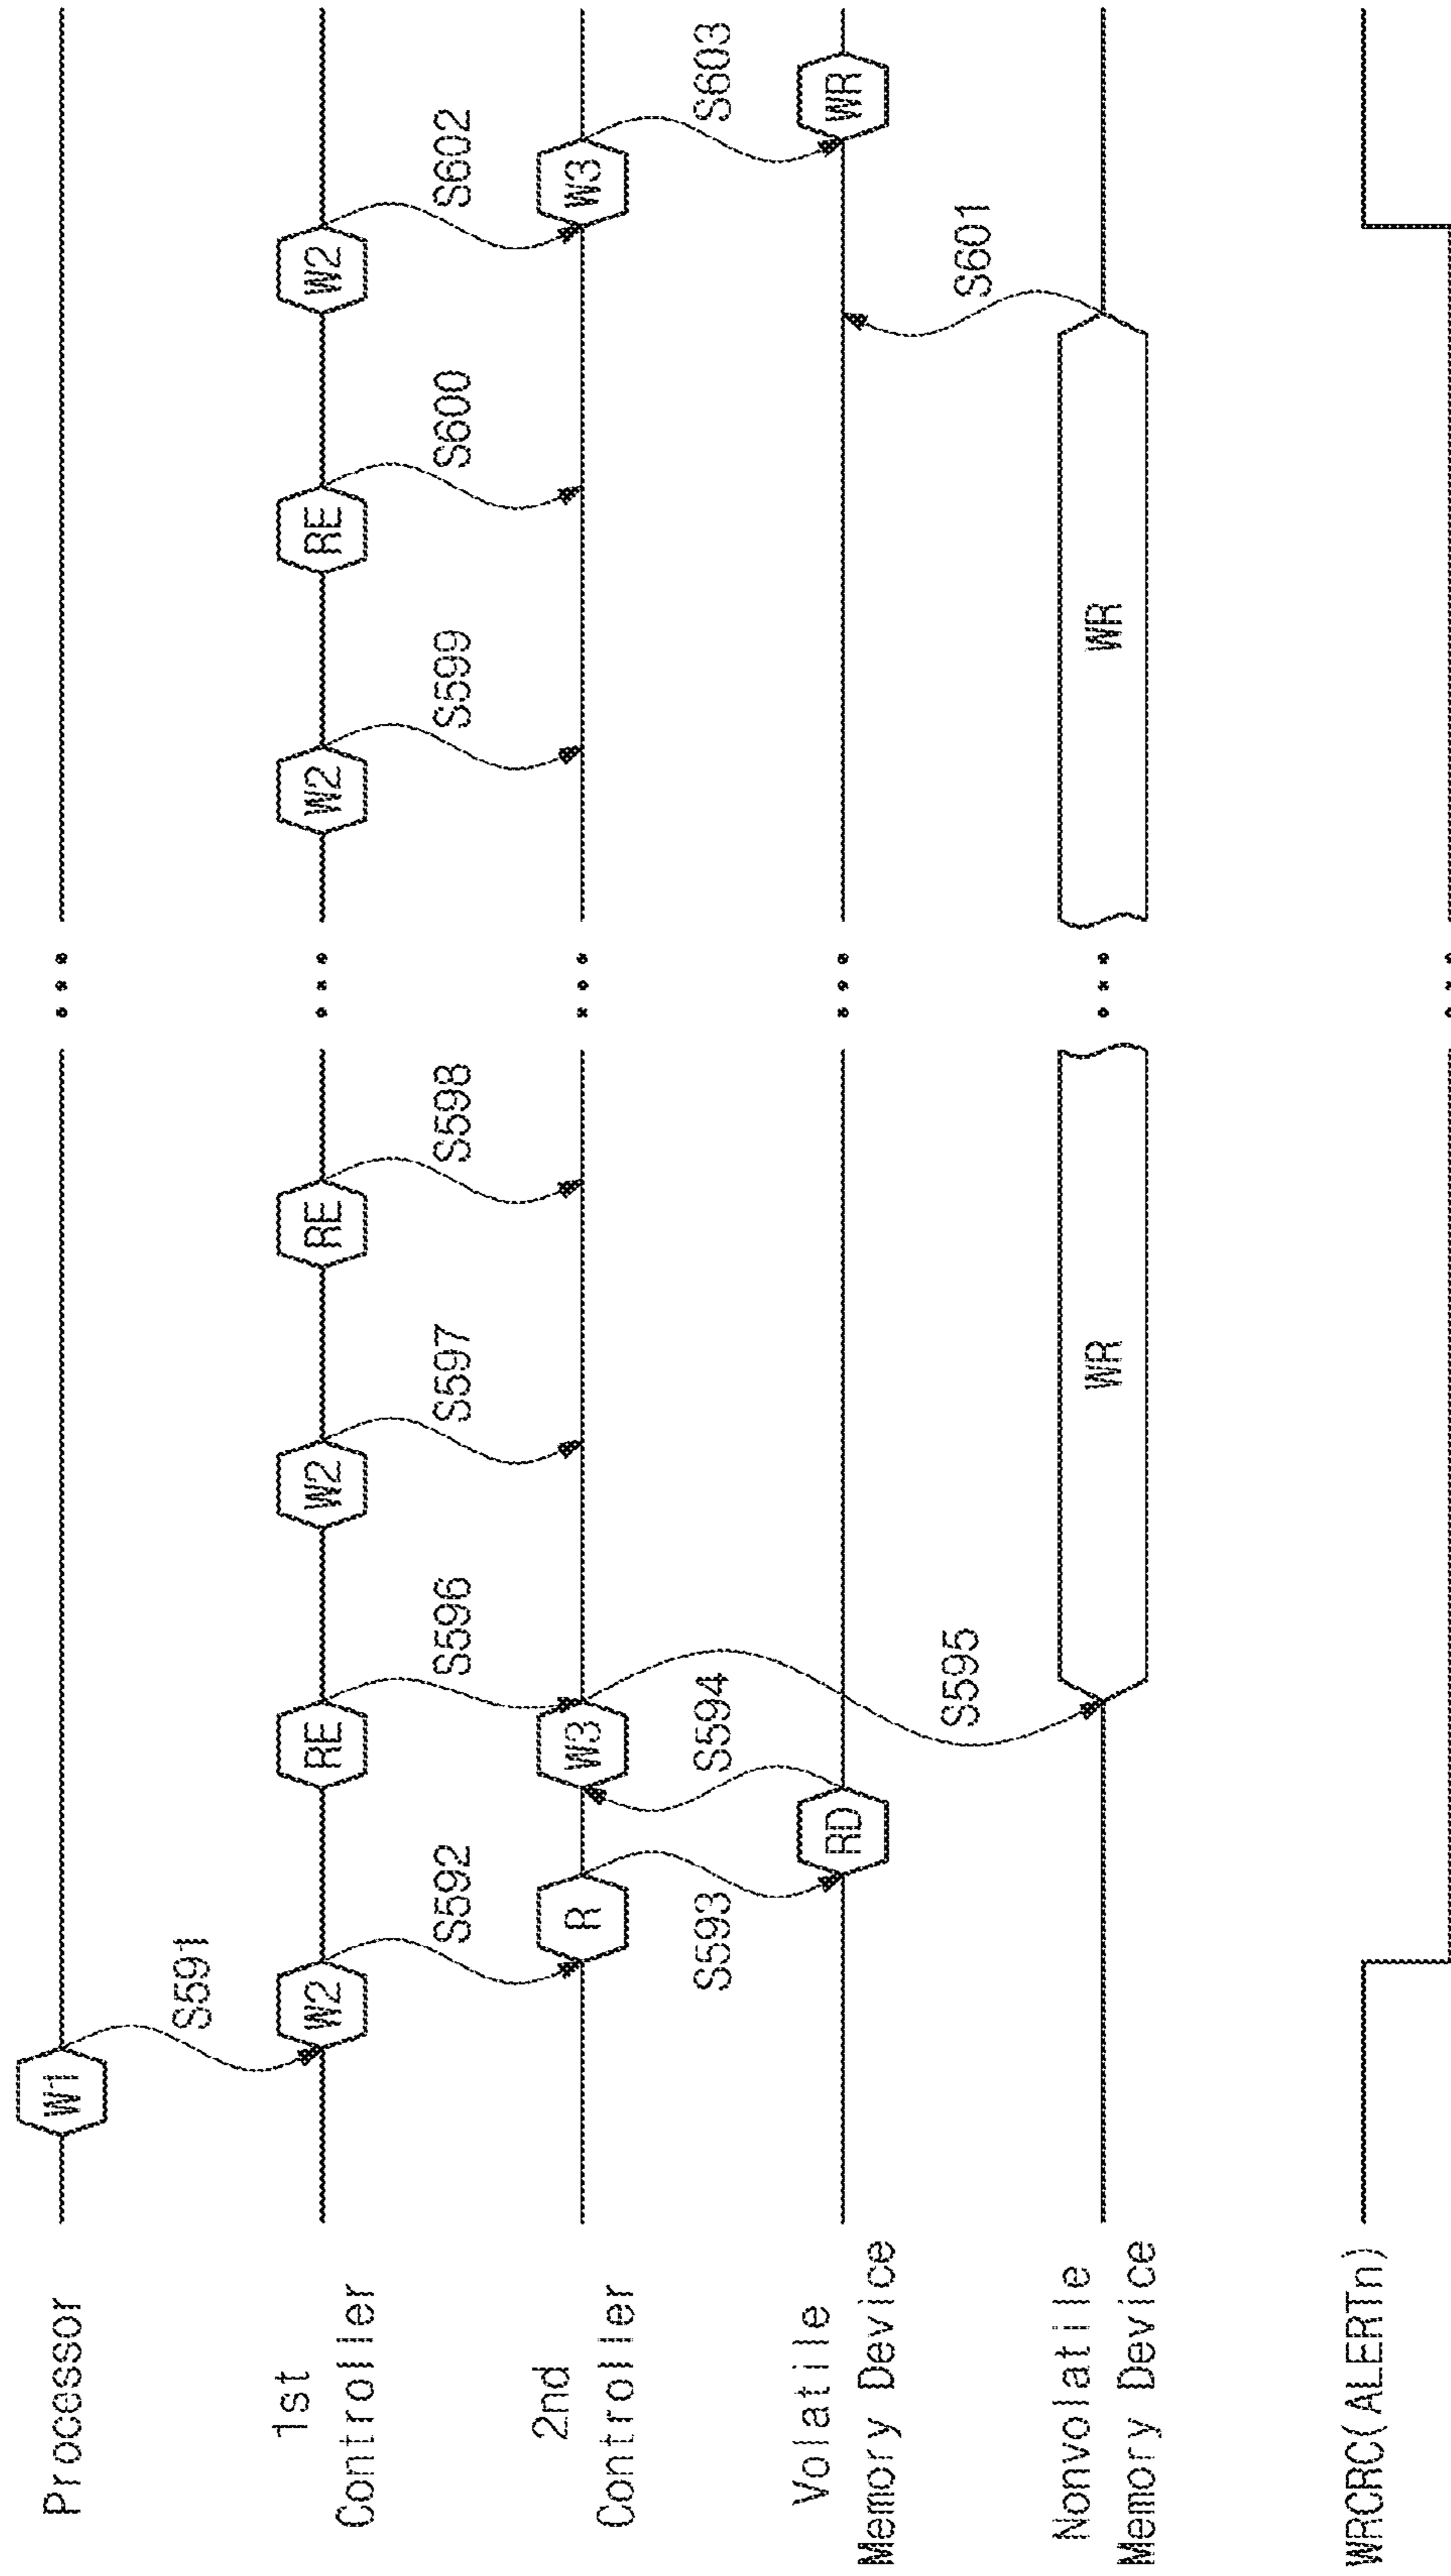 Processor
W1
S591
1st
Controller
W2
RE
W2
RE
W2
RE
W2
S592
S596
S597
S598
S599
S600
S602
2nd
Controller
R
W3
W3
S593
S594
S603
Volatile
Memory Device
RD
WR
S595
S601
Nonvolatile
Memory Device
WR
WR
WRCRC(ALERTn)